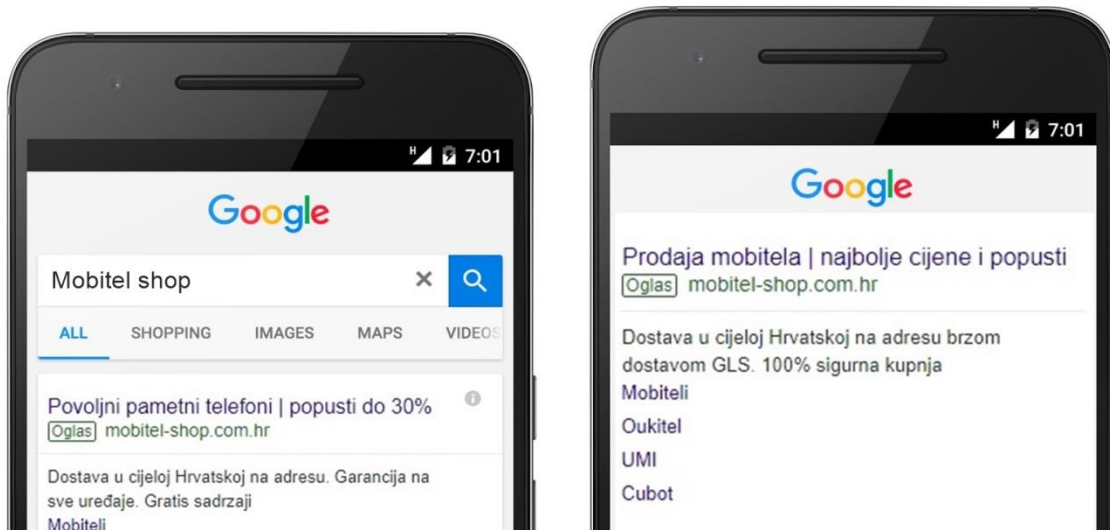 H 7:01
Google
Mobitel shop ×
ALL SHOPPING IMAGES MAPS VIDEOS
Povoljni pametni telefoni | popusti do 30%
Oglas mobitel-shop.com.hr
Dostava u cijeloj Hrvatskoj na adresu. Garancija na
sve uređaje. Gratis sadrzaji
Mobiteli
H 7:01
Google
Prodaja mobitela | najbolje cijene i popusti
Oglas mobitel-shop.com.hr
Dostava u cijeloj Hrvatskoj na adresu brzom
dostavom GLS. 100% sigurna kupnja
Mobiteli
Oukitel
UMI
Cubot